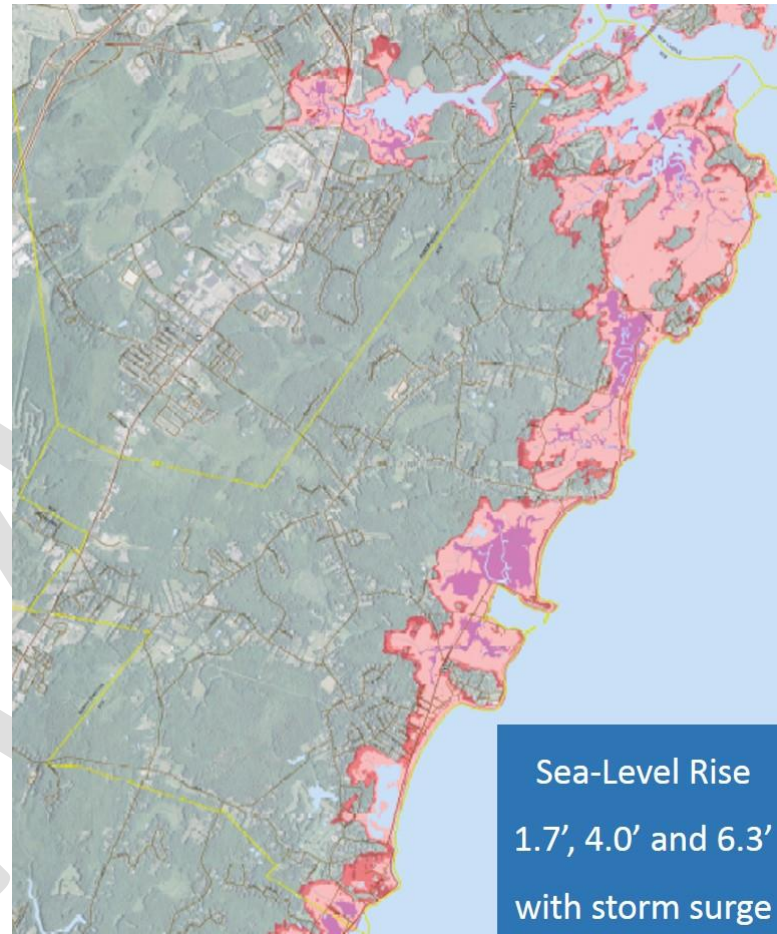 Sea-Level Rise
1.7’, 4.0’ and 6.3’
with storm surge